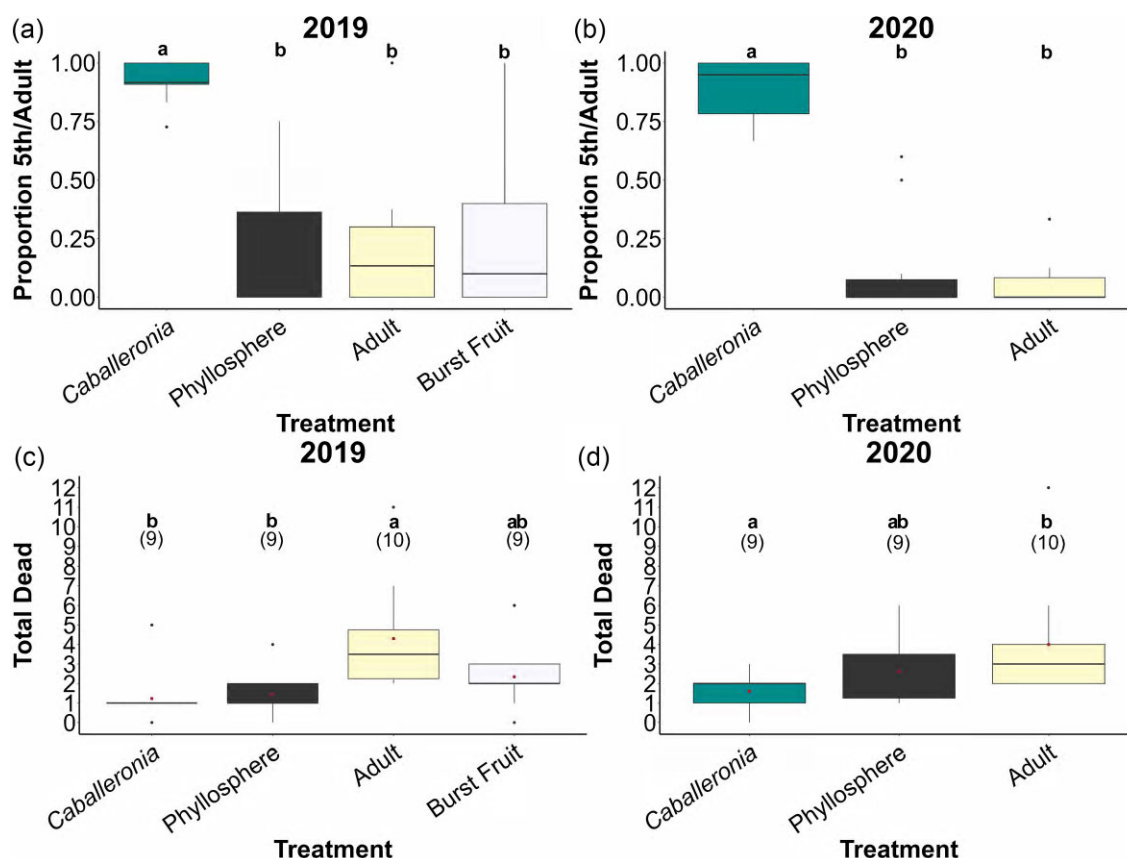 (a)
2019
a
b
b
b
Proportion 5th/Adult
1.00
0.75
0.50
0.25
0.00
Caballeronia
Phyllosphere
Adult
Burst Fruit
Treatment
(b)
2020
a
b
b
Proportion 5th/Adult
1.00
0.75
0.50
0.25
0.00
Caballeronia
Phyllosphere
Adult
Treatment
(c)
2019
Total Dead
12
11
10
9
8
7
6
5
4
3
2
1
0
b
b
a
ab
(9)
(9)
(10)
(9)
Caballeronia
Phyllosphere
Adult
Burst Fruit
Treatment
(d)
2020
Total Dead
12
11
10
9
8
7
6
5
4
3
2
1
0
a
ab
b
(9)
(9)
(10)
Caballeronia
Phyllosphere
Adult
Treatment